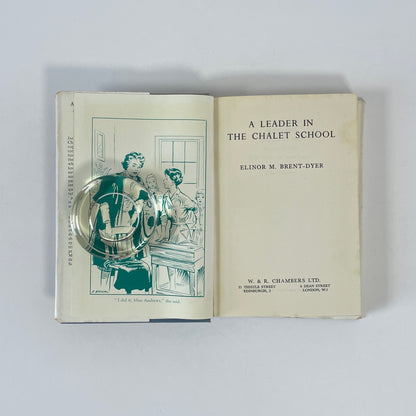 "I did it, Miss Andrews," she said.
A LEADER IN
THE CHALET SCHOOL
ELINOR M. BRENT-DYER
W. & R. CHAMBERS LTD.
11 THISTLE STREET
EDINBURGH, 2
6 DEAN STREET
LONDON, W.1